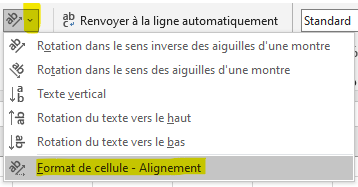 Renvoyer à la ligne automatiquement
Standard
Rotation dans le sens inverse des aiguilles d'une montre
Rotation dans le sens des aiguilles d'une montre
Texte vertical
Rotation du texte vers le haut
Rotation du texte vers le bas
Format de cellule - Alignement